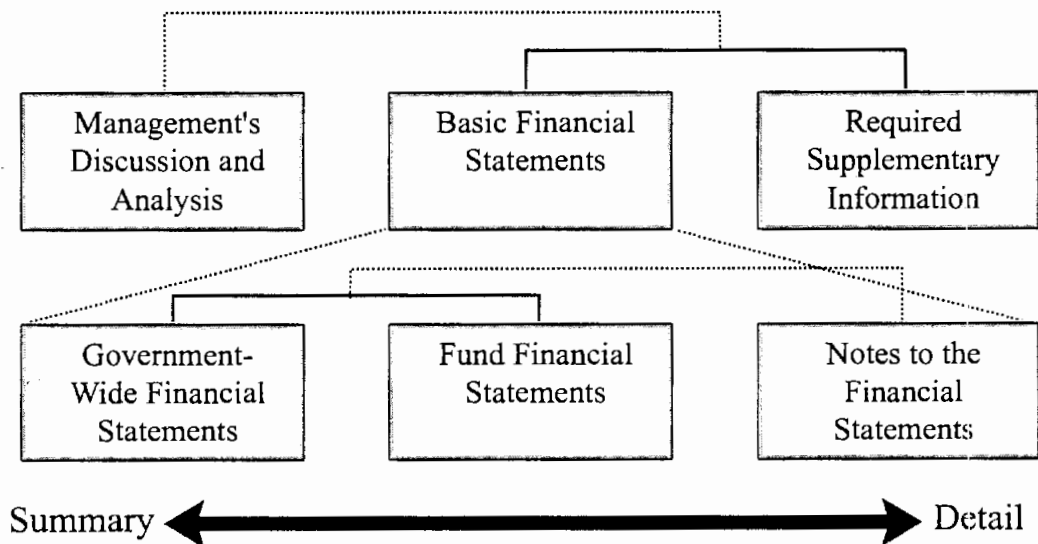 Management's
Discussion and
Analysis
Basic Financial
Statements
Required
Supplementary
Information
Government-
Wide Financial
Statements
Fund Financial
Statements
Notes to the
Financial
Statements
Summary
Detail